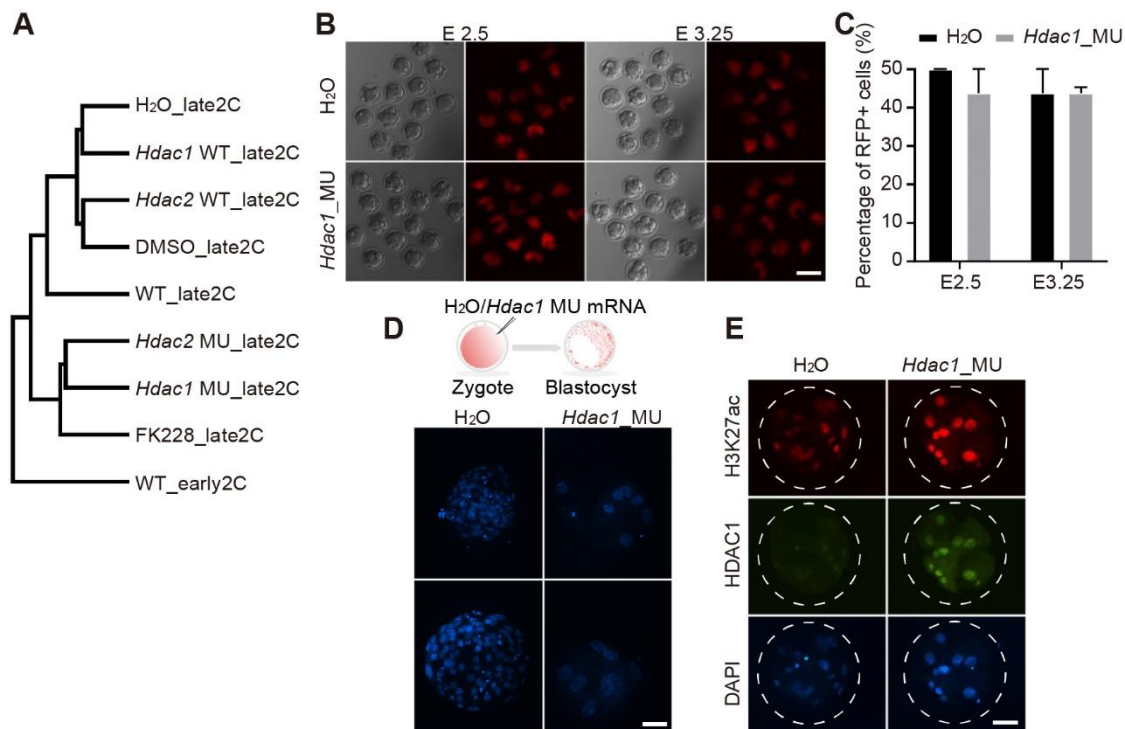 A
H2O_late2C
Hdac1 WT_late2C
Hdac2 WT_late2C
DMSO_late2C
WT_late2C
Hdac2 MU_late2C
Hdac1 MU_late2C
FK228_late2C
WT_early2C
B
E 2.5 E 3.25
H2O
Hdac1_MU
C
H2O Hdac1_MU
Percentage of RFP+ cells (%)
50
40
30
20
10
0
E2.5 E3.25
D
H2O/Hdac1 MU mRNA
Zygote Blastocyst
H2O Hdac1_MU
E
H2O Hdac1_MU
H3K27ac
HDAC1
DAPI